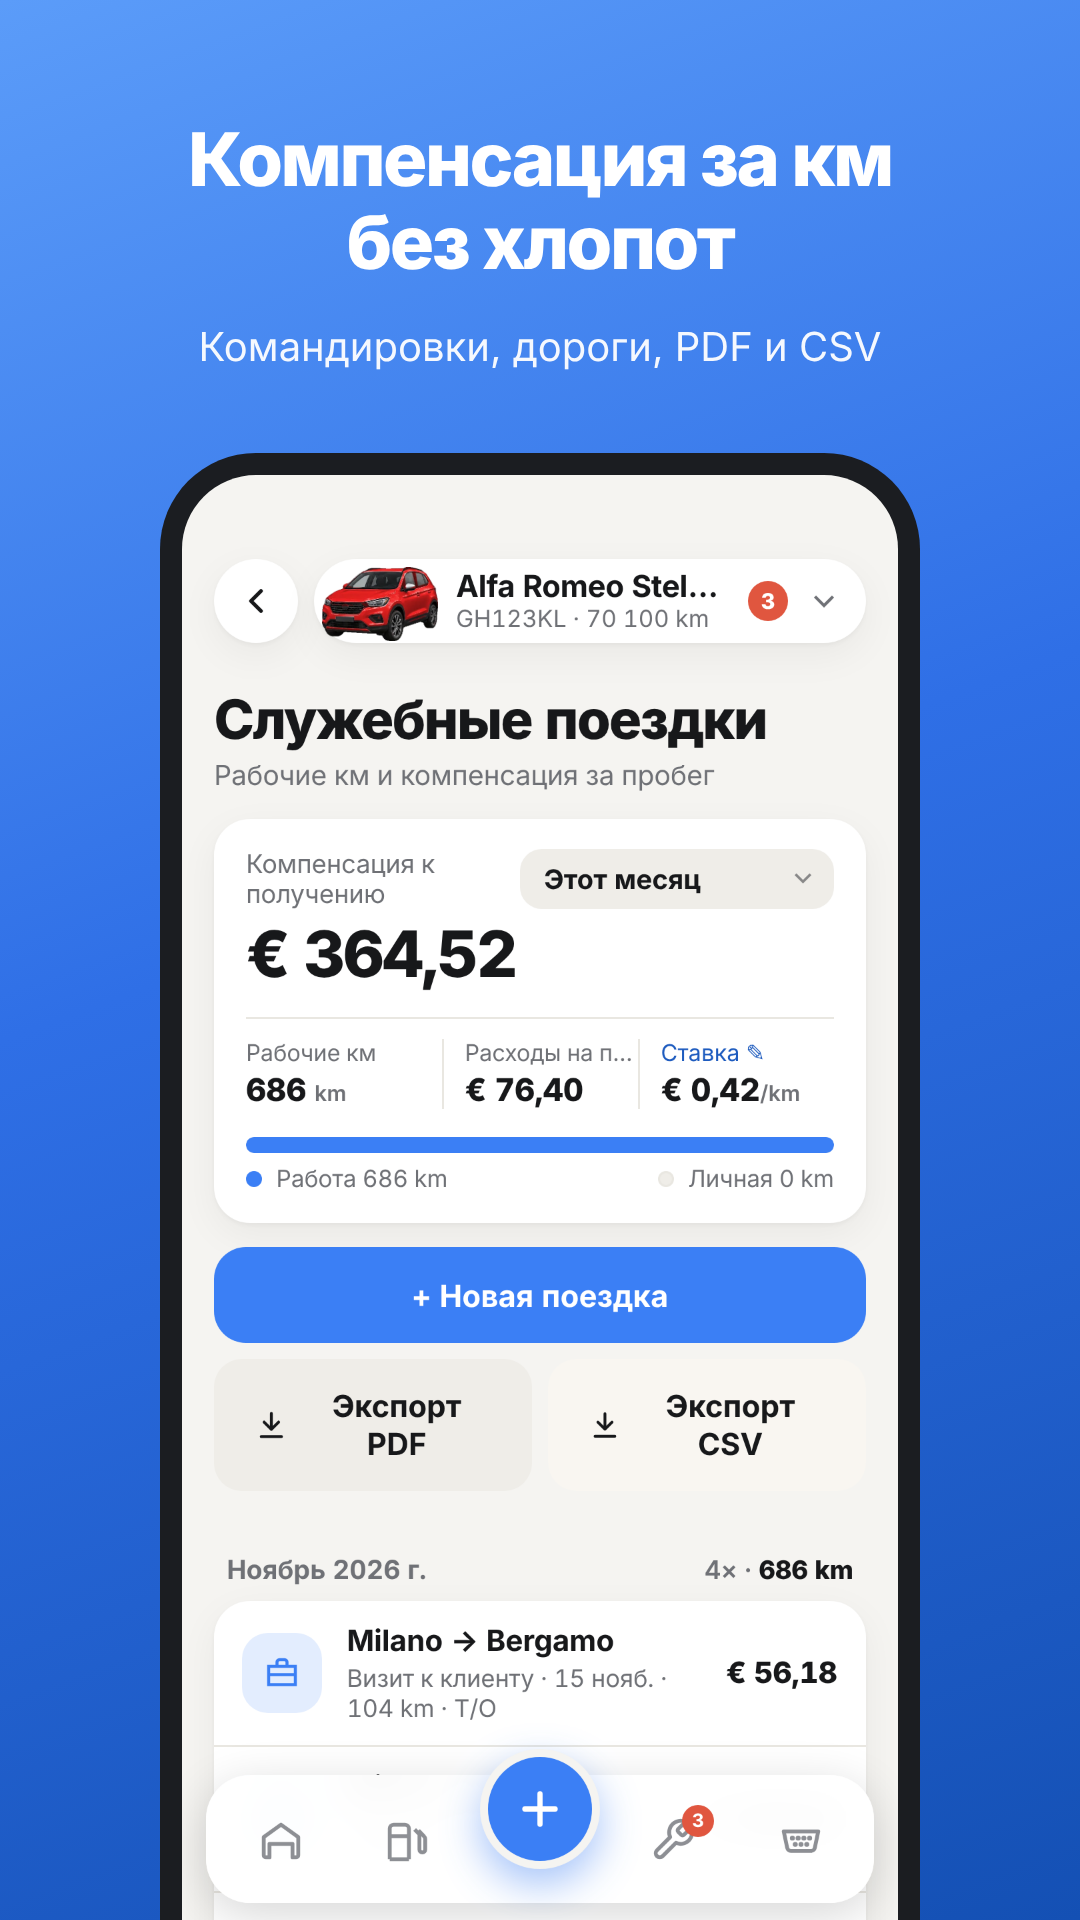 Компенсация за км
без хлопот
Командировки, дороги, PDF и CSV
Alfa Romeo Stel...
3
GH123KL · 70 100 km
Служебные поездки
Рабочие км и компенсация за пробег
Компенсация к
получению
Этот месяц
€ 364,52
Рабочие км
Расходы на п...
Ставка ✎
686 km
€ 76,40
€ 0,42/km
Работа 686 km
Личная 0 km
+ Новая поездка
Экспорт
PDF
Экспорт
CSV
Ноябрь 2026 г.
4× · 686 km
Milano → Bergamo
Визит к клиенту · 15 нояб. ·
104 km · Т/О
€ 56,18
3